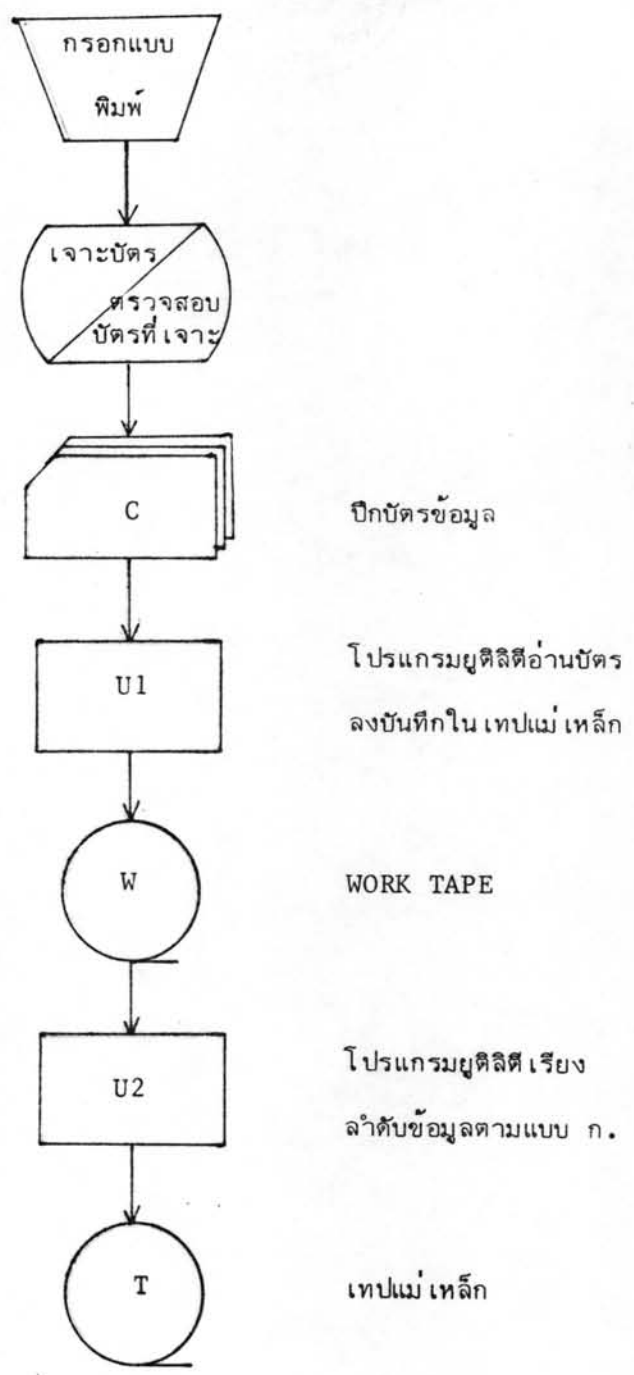 กรอกแบบ
พิมพ์
เจาะบัตร
ตรวจสอบ
บัตรที่เจาะ
C
ปึกบัตรข้อมูล
U1
โปรแกรมยูติลิตีอ่านบัตร
ลงบันทึกในเทปแม่เหล็ก
W
WORK TAPE
U2
โปรแกรมยูติลิตีเรียง
ลำดับข้อมูลตามแบบ ก.
T
เทปแม่เหล็ก